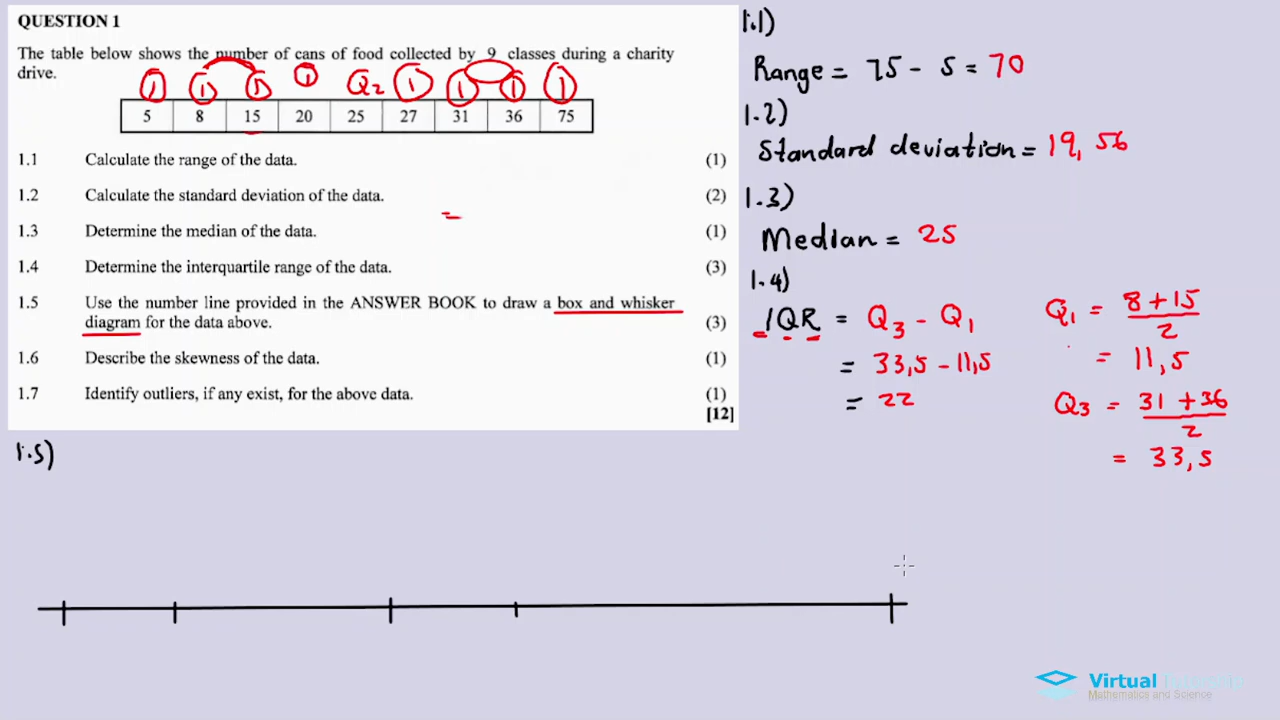 QUESTION 1
The table below shows the number of cans of food collected by 9 classes during a charity
drive.
1 1 1 1 Q2 1 1 1 1
5 8 15 20 25 27 31 36 75
1.1 Calculate the range of the data. (1)
1.2 Calculate the standard deviation of the data. (2)
=
1.3 Determine the median of the data. (1)
1.4 Determine the interquartile range of the data. (3)
1.5 Use the number line provided in the ANSWER BOOK to draw a box and whisker
diagram for the data above. (3)
1.6 Describe the skewness of the data. (1)
1.7 Identify outliers, if any exist, for the above data. (1)
[12]
1.1)
Range = 75 - 5 = 70
1.2)
Standard deviation = 19,56
1.3)
Median = 25
1.4)
IQR = Q3 - Q1
= 33,5 - 11,5
= 22
Q1 = 8+15
2
= 11,5
Q3 = 31+36
2
= 33,5
1.5)
Virtual
Mathematics and Science